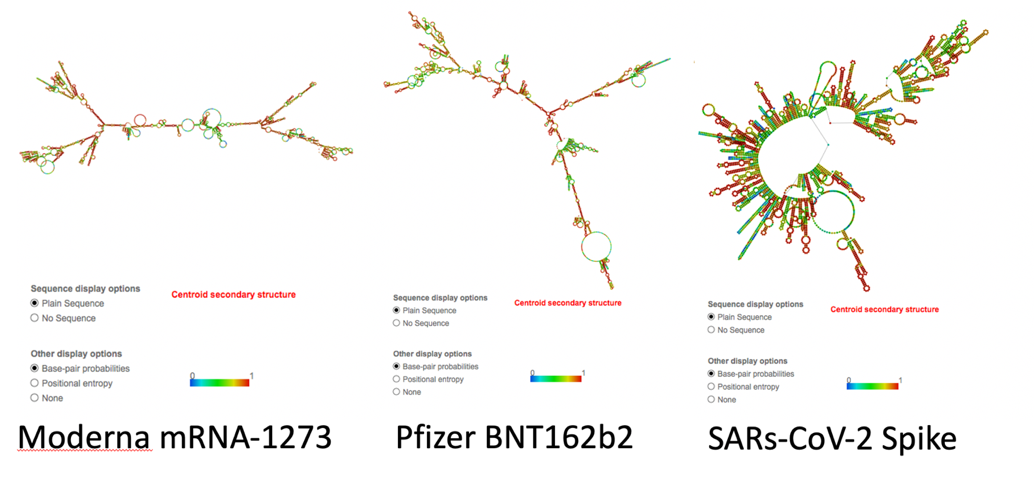 Sequence display options
Plain Sequence
No Sequence
Centroid secondary structure
Other display options
Base-pair probabilities
Positional entropy
None
0 1
Moderna mRNA-1273
Sequence display options
Plain Sequence
No Sequence
Centroid secondary structure
Other display options
Base-pair probabilities
Positional entropy
None
0 1
Pfizer BNT162b2
Sequence display options
Plain Sequence
No Sequence
Centroid secondary structure
Other display options
Base-pair probabilities
Positional entropy
None
0 1
SARs-CoV-2 Spike